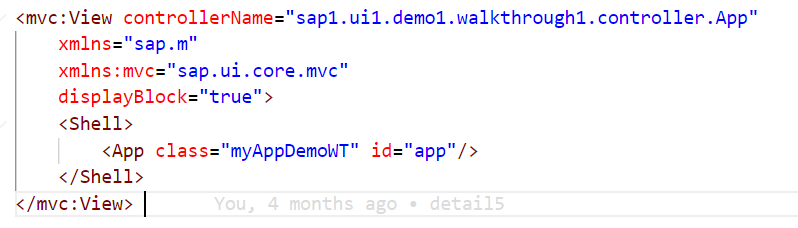 <mvc:View controllerName="sap1.ui1.demo1.walkthrough1.controller.App"
xmlns="sap.m"
xmlns:mvc="sap.ui.core.mvc"
displayBlock="true">
<Shell>
<App class="myAppDemoWT" id="app"/>
</Shell>
</mvc:View> You, 4 months ago • detail5